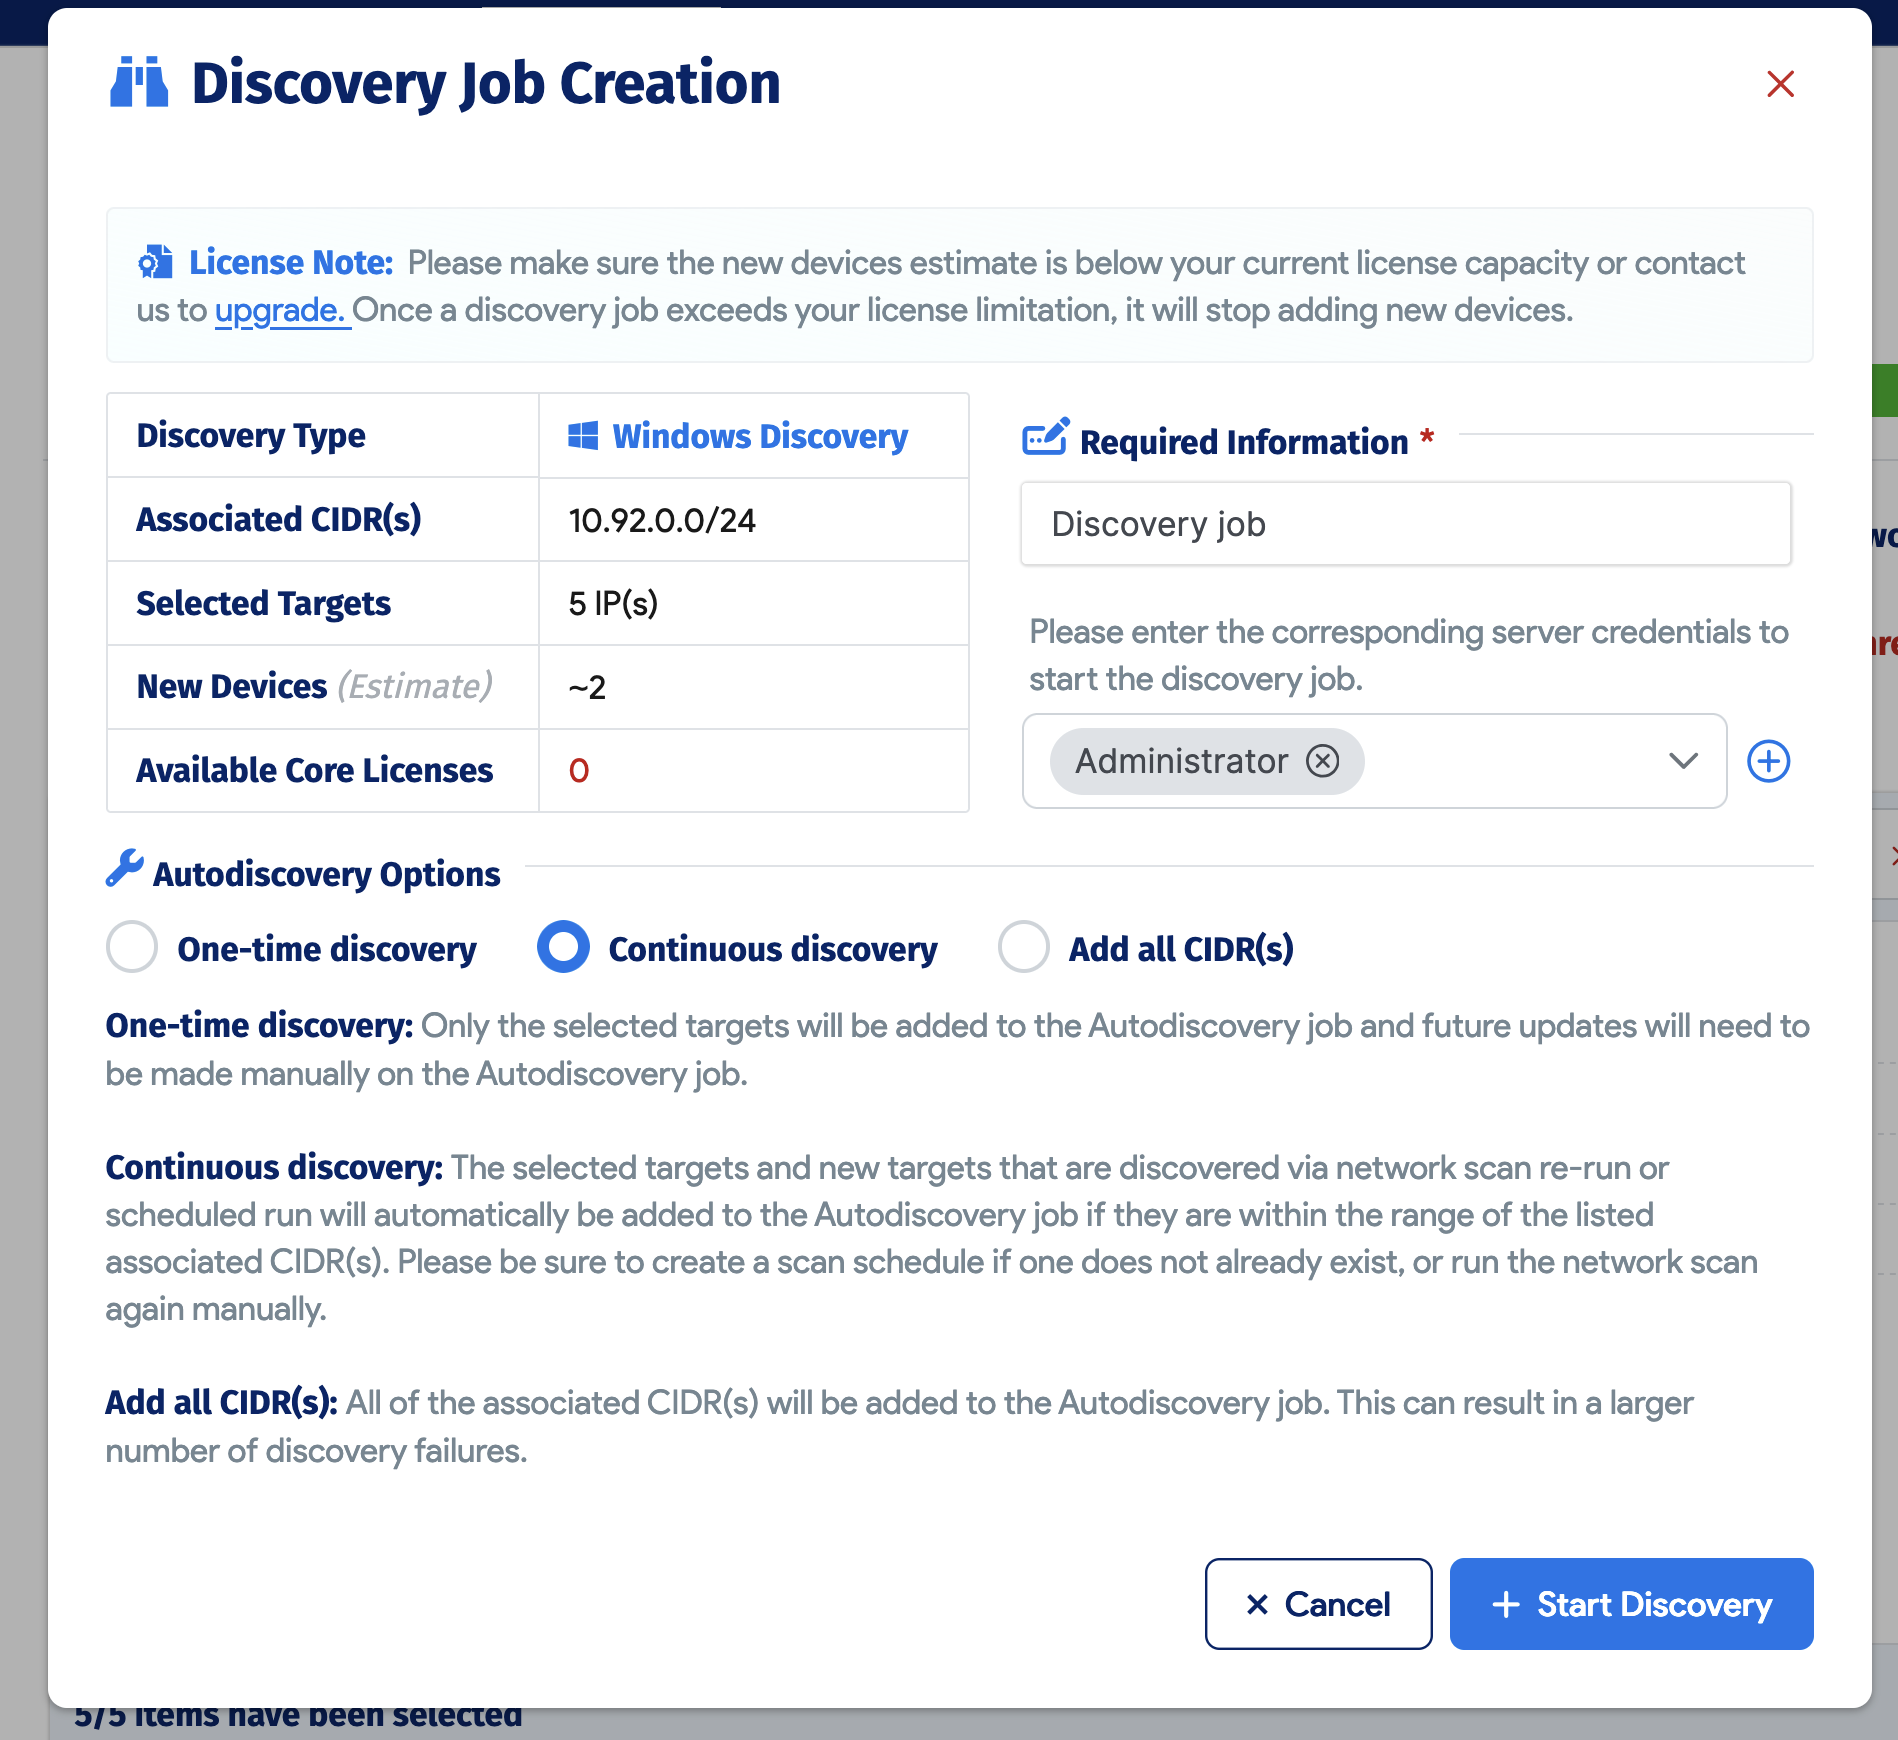 Discovery Job Creation
License Note: Please make sure the new devices estimate is below your current license capacity or contact
us to upgrade. Once a discovery job exceeds your license limitation, it will stop adding new devices.
Discovery Type
Windows Discovery
Associated CIDR(s)
10.92.0.0/24
Selected Targets
5 IP(s)
New Devices (Estimate)
~2
Available Core Licenses
0
Required Information *
Discovery job
Please enter the corresponding server credentials to
start the discovery job.
Administrator
Autodiscovery Options
One-time discovery
Continuous discovery
Add all CIDR(s)
One-time discovery: Only the selected targets will be added to the Autodiscovery job and future updates will need to
be made manually on the Autodiscovery job.
Continuous discovery: The selected targets and new targets that are discovered via network scan re-run or
scheduled run will automatically be added to the Autodiscovery job if they are within the range of the listed
associated CIDR(s). Please be sure to create a scan schedule if one does not already exist, or run the network scan
again manually.
Add all CIDR(s): All of the associated CIDR(s) will be added to the Autodiscovery job. This can result in a larger
number of discovery failures.
Cancel
Start Discovery
5/5 items have been selected